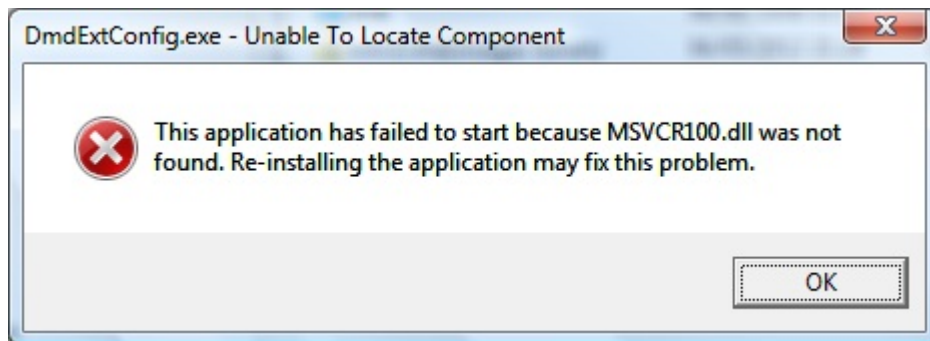 DmdExtConfig.exe - Unable To Locate Component
This application has failed to start because MSVCR100.dll was not
found. Re-installing the application may fix this problem.
OK